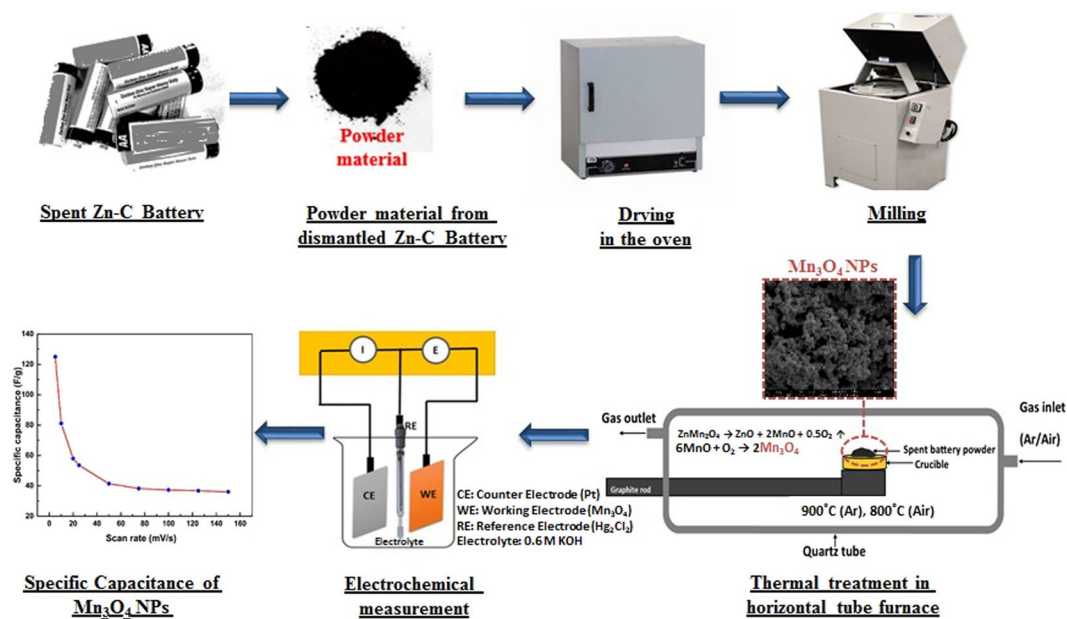 Powder
material
Spent Zn-C Battery
Powder material from
dismantled Zn-C Battery
Drving
in the oven
Milling
Mn₃O₄ NPs
140
120
100
80
60
40
20
0
Specific capacitance (F/g)
0 20 40 60 80 100 120 140 160
Scan rate (mV/s)
I
E
RE
CE
WE
Electrolyte
CE: Counter Electrode (Pt)
WE: Working Electrode (Mn₃O₄)
RE: Reference Electrode (Hg₂Cl₂)
Electrolyte: 0.6 M KOH
Gas outlet
Gas inlet
(Ar/Air)
ZnMn₂O₄ → ZnO + 2MnO + 0.5O₂ ↑
6MnO + O₂ → 2Mn₃O₄
Spent battery powder
Crucible
Graphite rod
900˚C (Ar), 800˚C (Air)
Quartz tube
Specific Capacitance of
Mn₃O₄ NPs
Electrochemical
measurement
Thermal treatment in
horizontal tube furnace